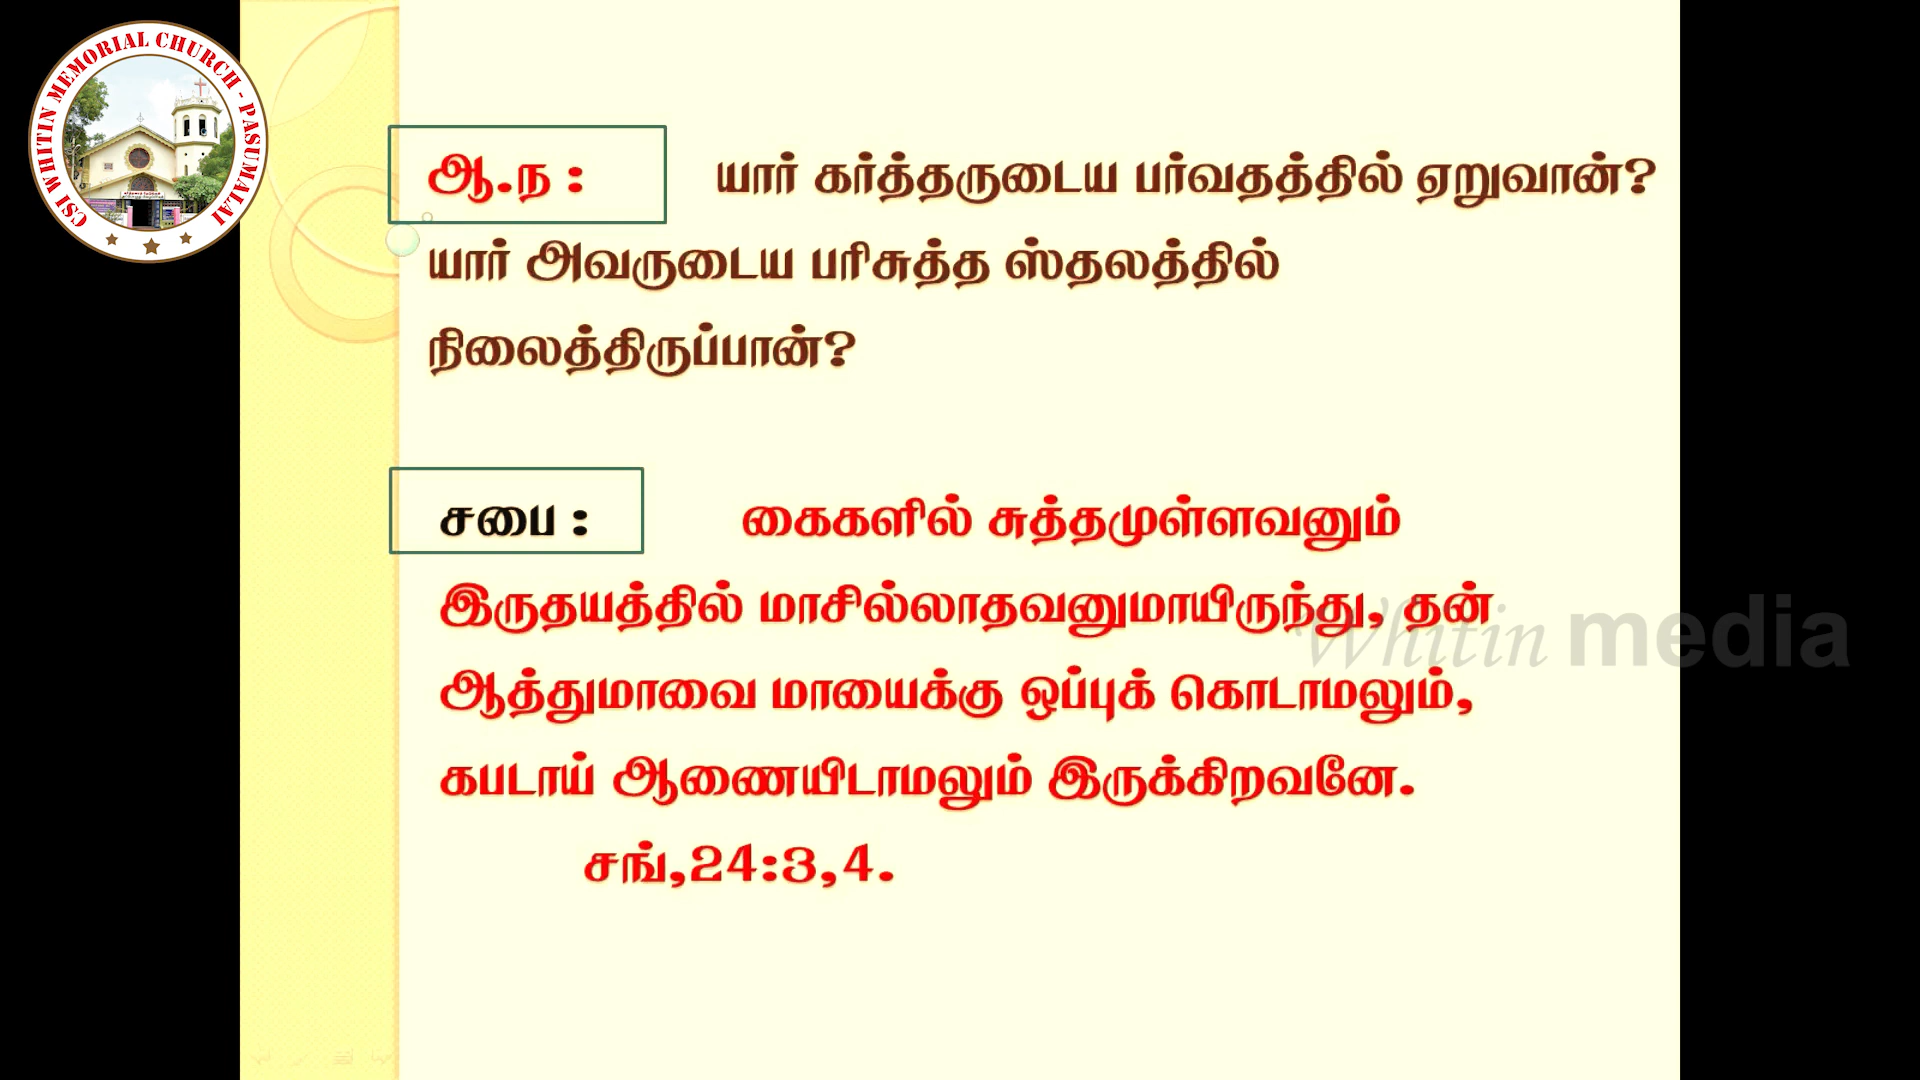 CSI WHITIN MEMORIAL CHURCH - PASUMALAI
ஆ.ந : யார் கர்த்தருடைய பர்வதத்தில் ஏறுவான்?
யார் அவருடைய பரிசுத்த ஸ்தலத்தில்
நிலைத்திருப்பான்?
சபை : கைகளில் சுத்தமுள்ளவனும்
இருதயத்தில் மாசில்லாதவனுமாயிருந்து, தன்
Whitin media
ஆத்துமாவை மாயைக்கு ஒப்புக் கொடாமலும்,
கபடாய் ஆணையிடாமலும் இருக்கிறவனே.
சங்,24:3,4.